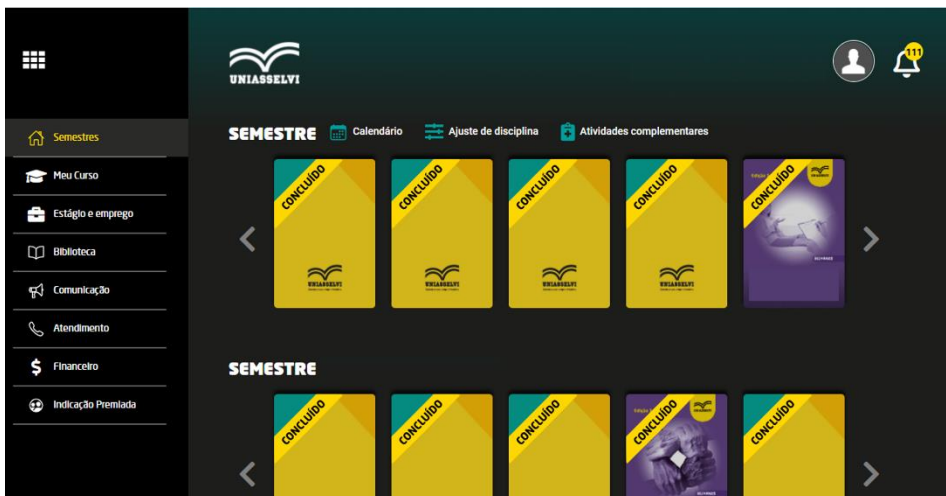 UNIASSELVI
111
Semestres
Meu Curso
Estágio e emprego
Biblioteca
Comunicação
Atendimento
Financeiro
Indicação Premiada
SEMESTRE
Calendário
Ajuste de disciplina
Atividades complementares
CONCLUÍDO
CONCLUÍDO
CONCLUÍDO
CONCLUÍDO
CONCLUÍDO
UNIASSELVI
UNIASSELVI
UNIASSELVI
UNIASSELVI
SEMESTRE
CONCLUÍDO
CONCLUÍDO
CONCLUÍDO
CONCLUÍDO
CONCLUÍDO